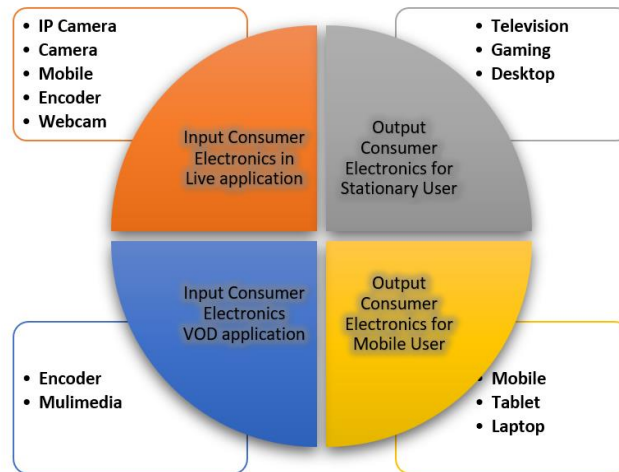 • IP Camera
• Camera
• Mobile
• Encoder
• Webcam
• Television
• Gaming
• Desktop
Input Consumer
Electronics in
Live application
Output
Consumer
Electronics for
Stationary User
Input Consumer
Electronics
VOD application
Output
Consumer
Electronics for
Mobile User
• Encoder
• Mulimedia
• Mobile
• Tablet
• Laptop